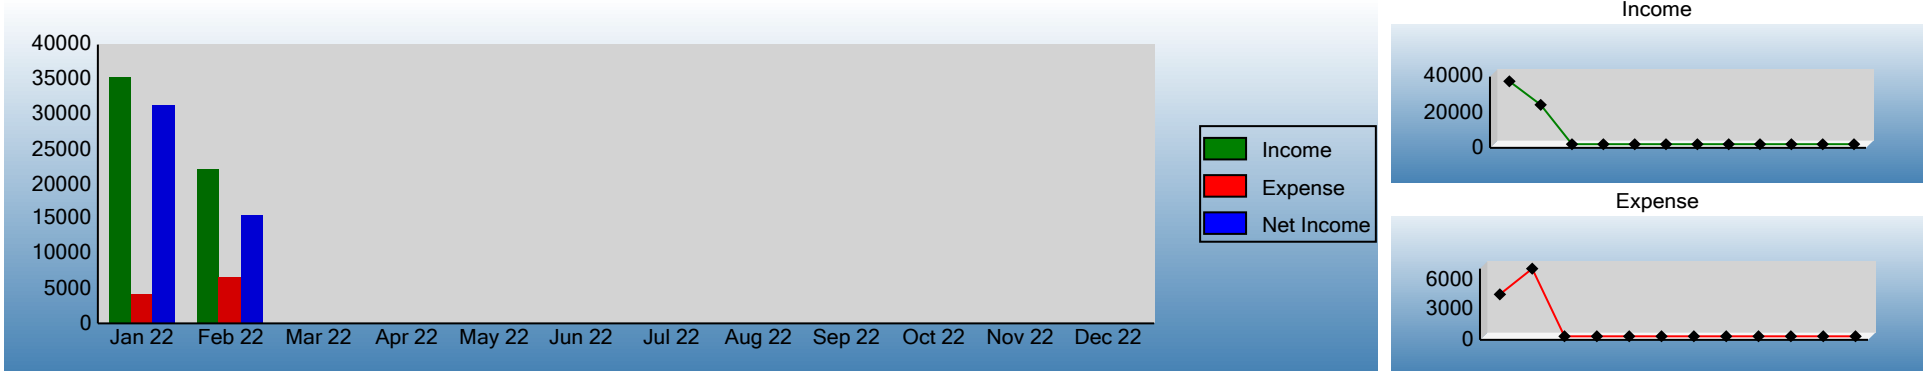 40000
35000
30000
25000
20000
15000
10000
5000
0
Jan 22 Feb 22 Mar 22 Apr 22 May 22 Jun 22 Jul 22 Aug 22 Sep 22 Oct 22 Nov 22 Dec 22
Income
Expense
Net Income
Income
40000
20000
0
Expense
6000
3000
0